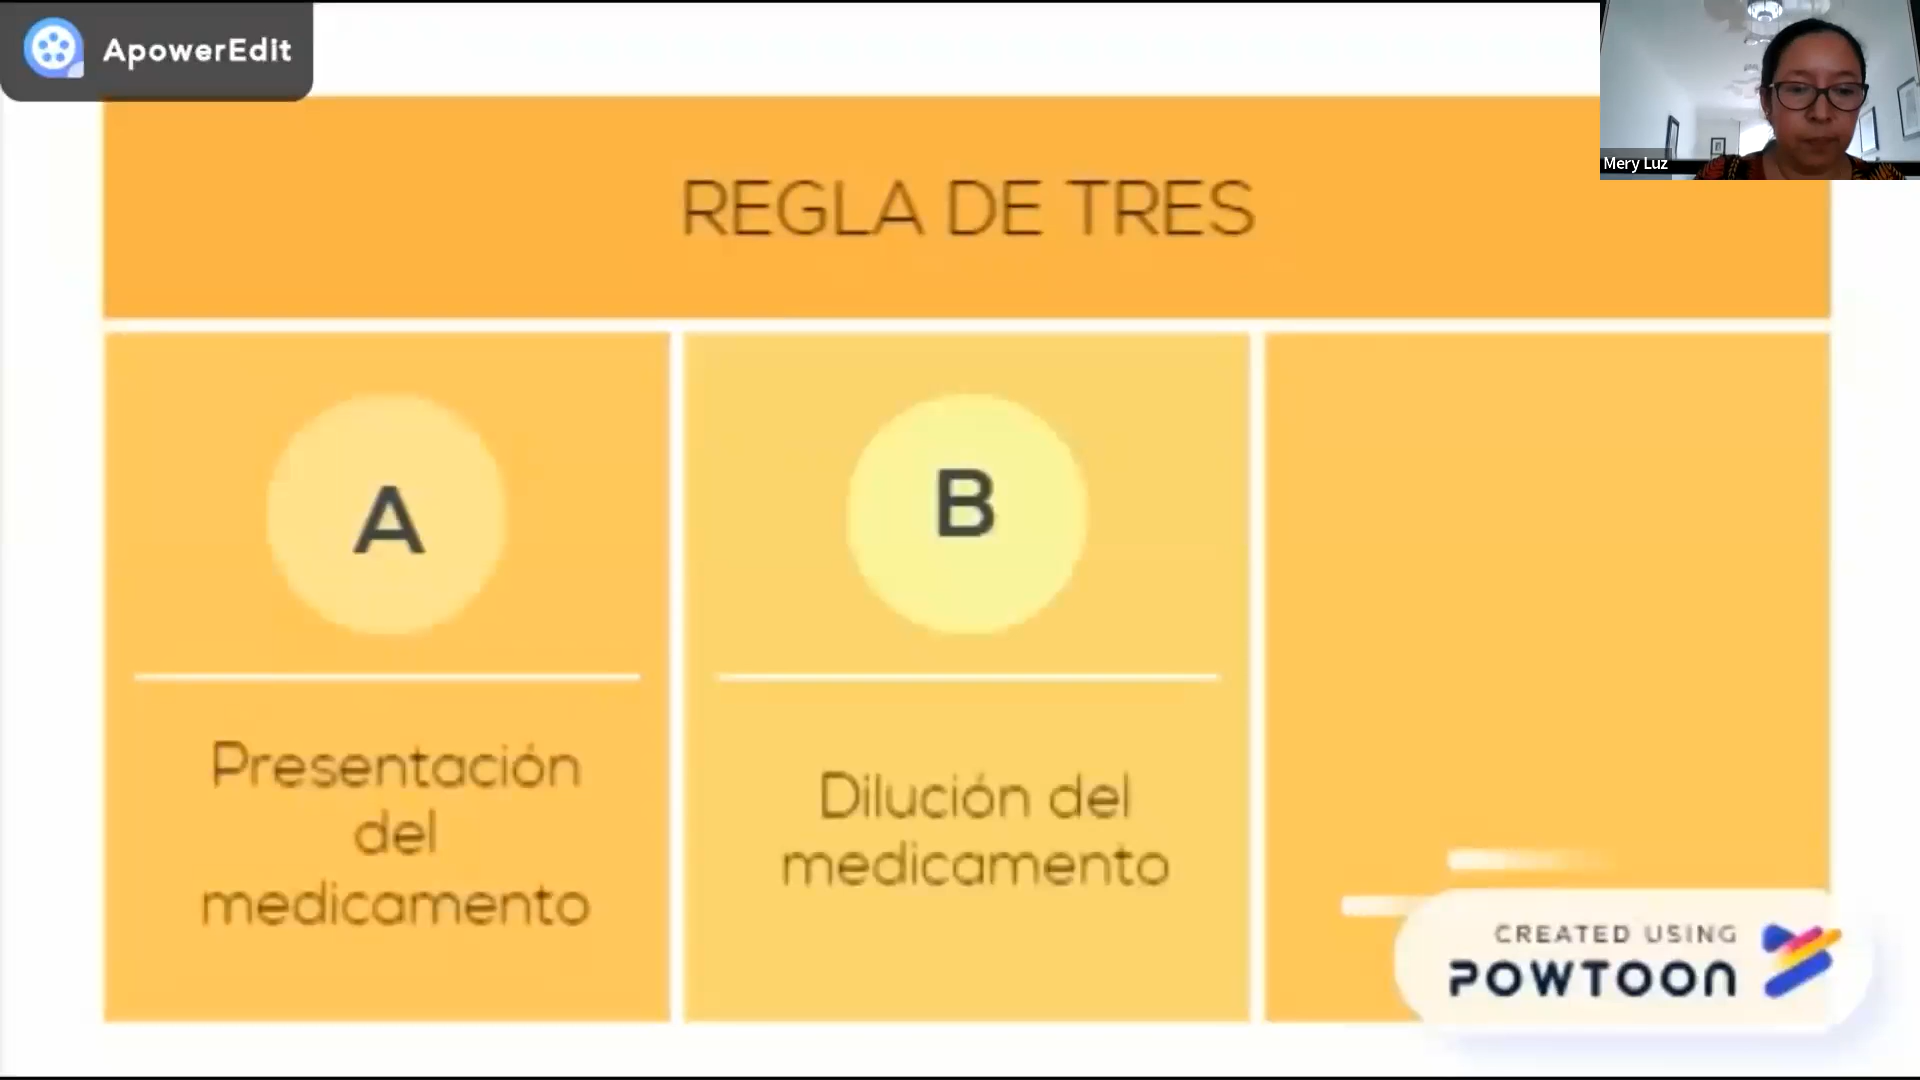 ApowerEdit
Mery Luz
REGLA DE TRES
A
Presentación
del
medicamento
B
Dilución del
medicamento
CREATED USING
POWTOON